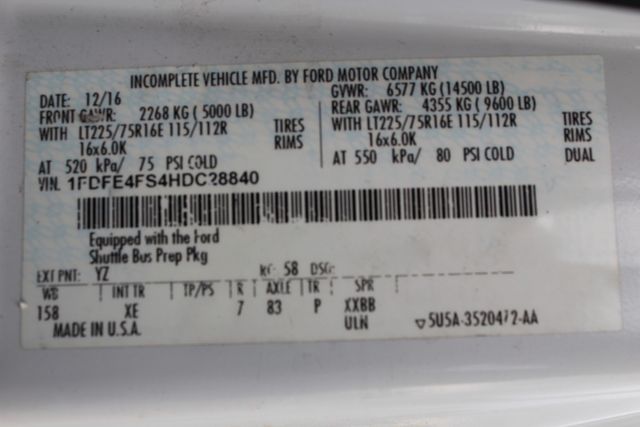 INCOMPLETE VEHICLE MFD. BY FORD MOTOR COMPANY
DATE: 12/16 GVWR: 6577 KG (14500 LB)
FRONT GAWR: 2268 KG ( 5000 LB) REAR GAWR: 4355 KG ( 9600 LB)
WITH LT225/75R16E 115/112R TIRES WITH LT225/75R16E 115/112R TIRES
16x6.0K RIMS 16x6.0K RIMS
AT 520 kPa/ 75 PSI COLD AT 550 kPa/ 80 PSI COLD DUAL
VIN. 1FDFE4FS4HDC28840
Equipped with the Ford
Shuttle Bus Prep Pkg
EXT PNT: YZ RC: 58 DSO:
WB INT TR TP/PS R AXLE TR SPR
158 XE 7 83 P XXBB
MADE IN U.S.A. ULN 5U5A-3520472-AA